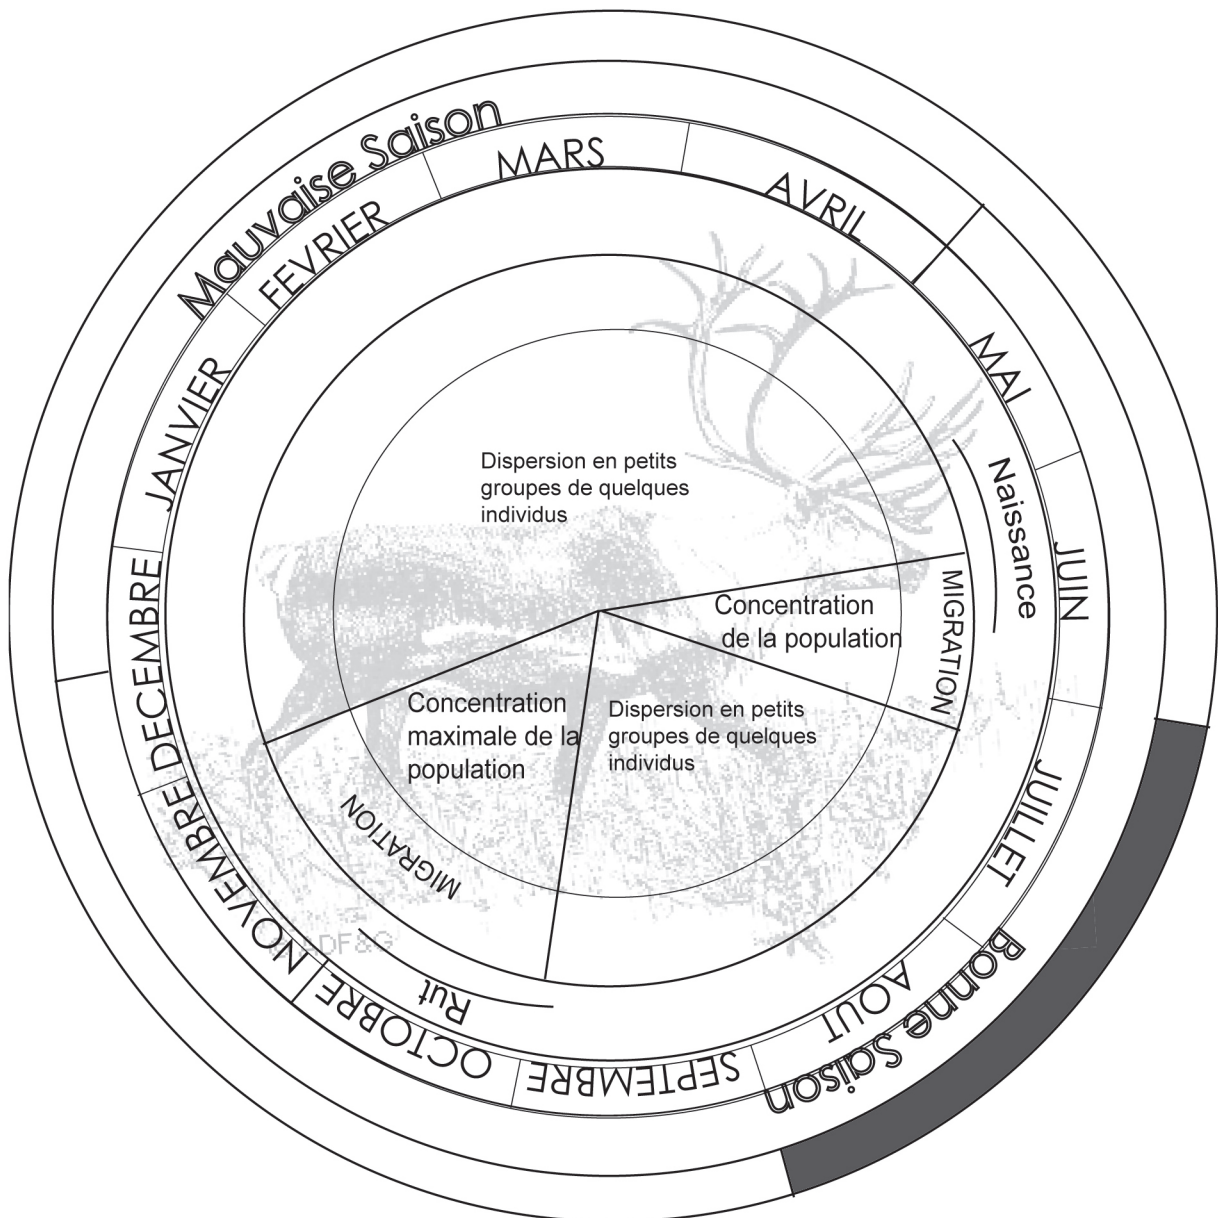 Mauvaise Saison
MARS
AVRIL
FEVRIER
MAI
JANVIER
Naissance
JUIN
Dispersion en petits
groupes de quelques
individus
MIGRATION
Concentration
de la population
DECEMBRE
Concentration
maximale de la
population
Dispersion en petits
groupes de quelques
individus
MIGRATION
JUILLET
NOVEMBRE
ADF&G
Rut
Bonne Saison
AOUT
OCTOBRE
SEPTEMBRE